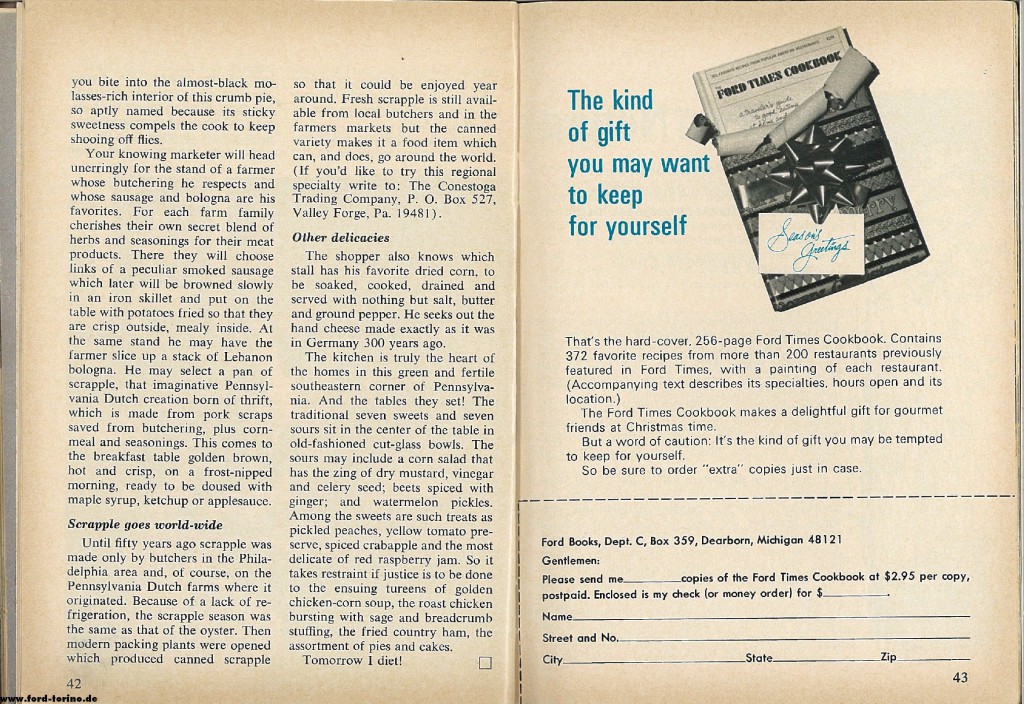 you bite into the almost-black mo-
lasses-rich interior of this crumb pie,
so aptly named because its sticky
sweetness compels the cook to keep
shooing off flies.
Your knowing marketer will head
unerringly for the stand of a farmer
whose butchering he respects and
whose sausage and bologna are his
favorites. For each farm family
cherishes their own secret blend of
herbs and seasonings for their meat
products. There they will choose
links of a peculiar smoked sausage
which later will be browned slowly
in an iron skillet and put on the
table with potatoes fried so that they
are crisp outside, mealy inside. At
the same stand he may have the
farmer slice up a stack of Lebanon
bologna. He may select a pan of
scrapple, that imaginative Pennsyl-
vania Dutch creation born of thrift,
which is made from pork scraps
saved from butchering, plus corn-
meal and seasonings. This comes to
the breakfast table golden brown,
hot and crisp, on a frost-nipped
morning, ready to be doused with
maple syrup, ketchup or applesauce.
Scrapple goes world-wide
Until fifty years ago scrapple was
made only by butchers in the Phila-
delphia area and, of course, on the
Pennsylvania Dutch farms where it
originated. Because of a lack of re-
frigeration, the scrapple season was
the same as that of the oyster. Then
modern packing plants were opened
which produced canned scrapple
so that it could be enjoyed year
around. Fresh scrapple is still avail-
able from local butchers and in the
farmers markets but the canned
variety makes it a food item which
can, and does, go around the world.
(If you'd like to try this regional
specialty write to: The Conestoga
Trading Company, P. O. Box 527,
Valley Forge, Pa. 19481).
Other delicacies
The shopper also knows which
stall has his favorite dried corn, to
be soaked, cooked, drained and
served with nothing but salt, butter
and ground pepper. He seeks out the
hand cheese made exactly as it was
in Germany 300 years ago.
The kitchen is truly the heart of
the homes in this green and fertile
southeastern corner of Pennsylva-
nia. And the tables they set! The
traditional seven sweets and seven
sours sit in the center of the table in
old-fashioned cut-glass bowls. The
sours may include a corn salad that
has the zing of dry mustard, vinegar
and celery seed; beets spiced with
ginger; and watermelon pickles.
Among the sweets are such treats as
pickled peaches, yellow tomato pre-
serve, spiced crabapple and the most
delicate of red raspberry jam. So it
takes restraint if justice is to be done
to the ensuing tureens of golden
chicken-corn soup, the roast chicken
bursting with sage and breadcrumb
stuffing, the fried country ham, the
assortment of pies and cakes.
Tomorrow I diet!
42
www.ford-torino.de
The kind
of gift
you may want
to keep
for yourself
FORD TIMES COOKBOOK
a traveler's guide
Season's
Greetings
That's the hard-cover, 256-page Ford Times Cookbook. Contains
372 favorite recipes from more than 200 restaurants previously
featured in Ford Times, with a painting of each restaurant.
(Accompanying text describes its specialties, hours open and its
location.)
The Ford Times Cookbook makes a delightful gift for gourmet
friends at Christmas time.
But a word of caution: It's the kind of gift you may be tempted
to keep for yourself.
So be sure to order "extra" copies just in case.
Ford Books, Dept. C, Box 359, Dearborn, Michigan 48121
Gentlemen:
Please send me________copies of the Ford Times Cookbook at $2.95 per copy,
postpaid. Enclosed is my check (or money order) for $________.
Name________
Street and No.________
City________State________Zip________
43